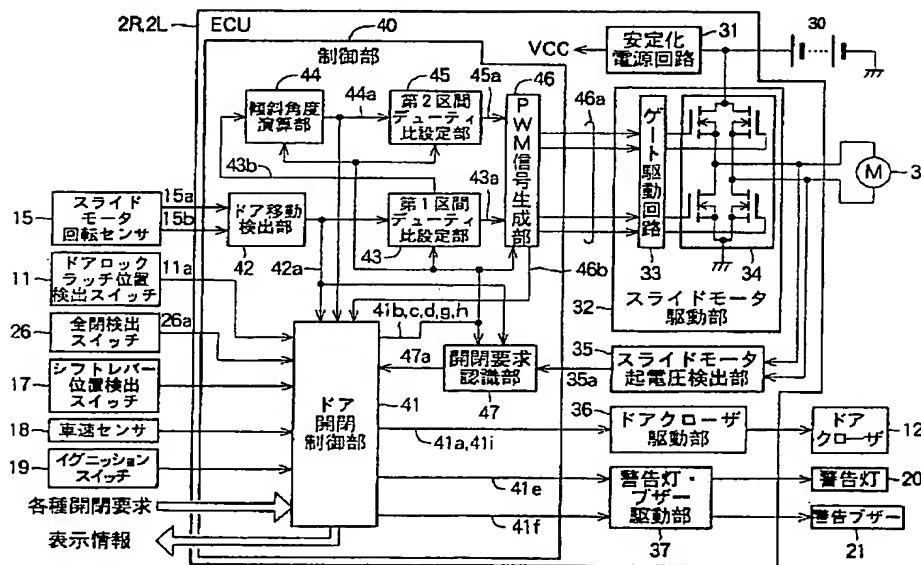 2R,2L
ECU
40
制御部
31
安定化
電源回路
VCC
30
44
傾斜角度
演算部
44a
45
第2区間
デューティ
比設定部
45a
46
PWM信号生成部
46a
43b
43a
15
スライド
モータ
回転センサ
15a
15b
ドア移動
検出部
42
42a
第1区間
デューティ
比設定部
43
46b
ゲート駆動回路
33
34
32
スライドモータ
駆動部
M
3
11
ドアロック
ラッチ位置
検出スイッチ
11a
26
全閉検出
スイッチ
26a
17
シフトレバー
位置検出
スイッチ
18
車速センサ
19
イグニッション
スイッチ
各種開閉要求
表示情報
41b,c,d,g,h
47a
開閉要求
認識部
47
35
スライドモータ
起電圧検出部
35a
ドア
開閉
制御部
41
41a,41i
36
ドアクローザ
駆動部
ドア
クローザ
12
41e
41f
警告灯・
ブザー
駆動部
37
警告灯
20
警告ブザー
21